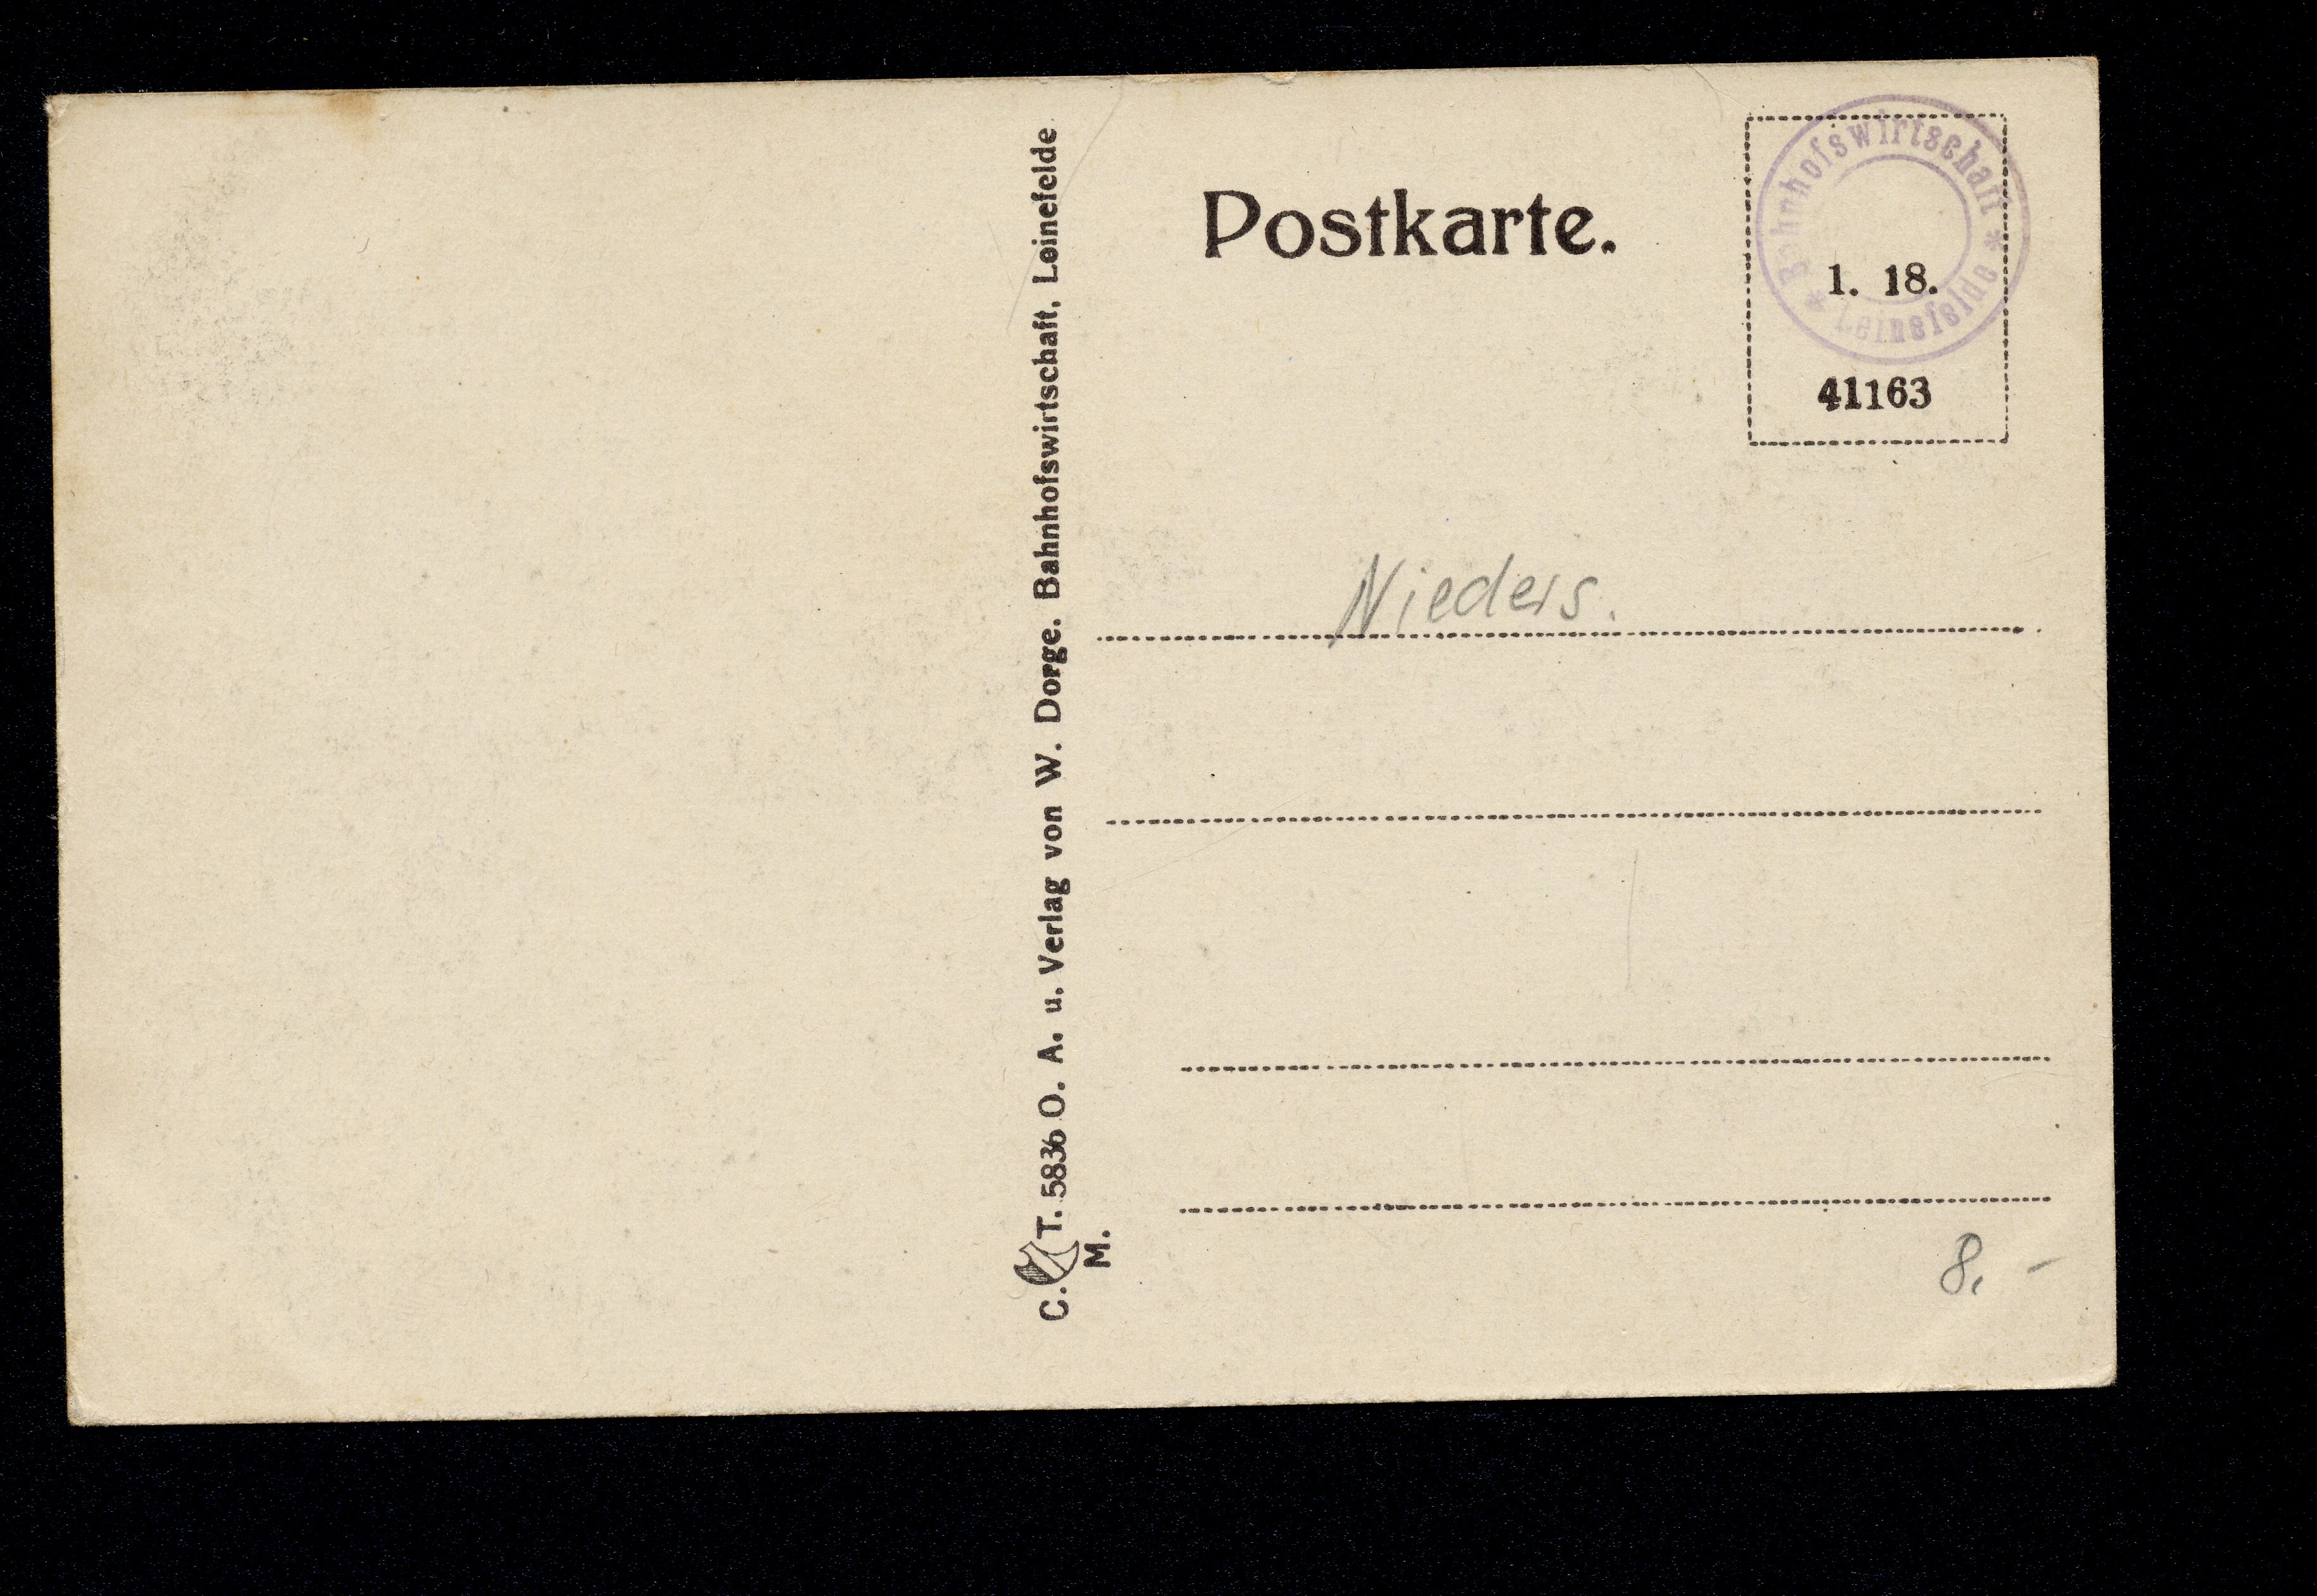 C. T. 5836 O. A. u. Verlag von W. Dorge. Bahnhofswirtschaft, Leinefelde
M.
Postkarte.
Bahnhofswirtschaft
* Leinefelde *
1. 18.
41163
Nieders.
8. -